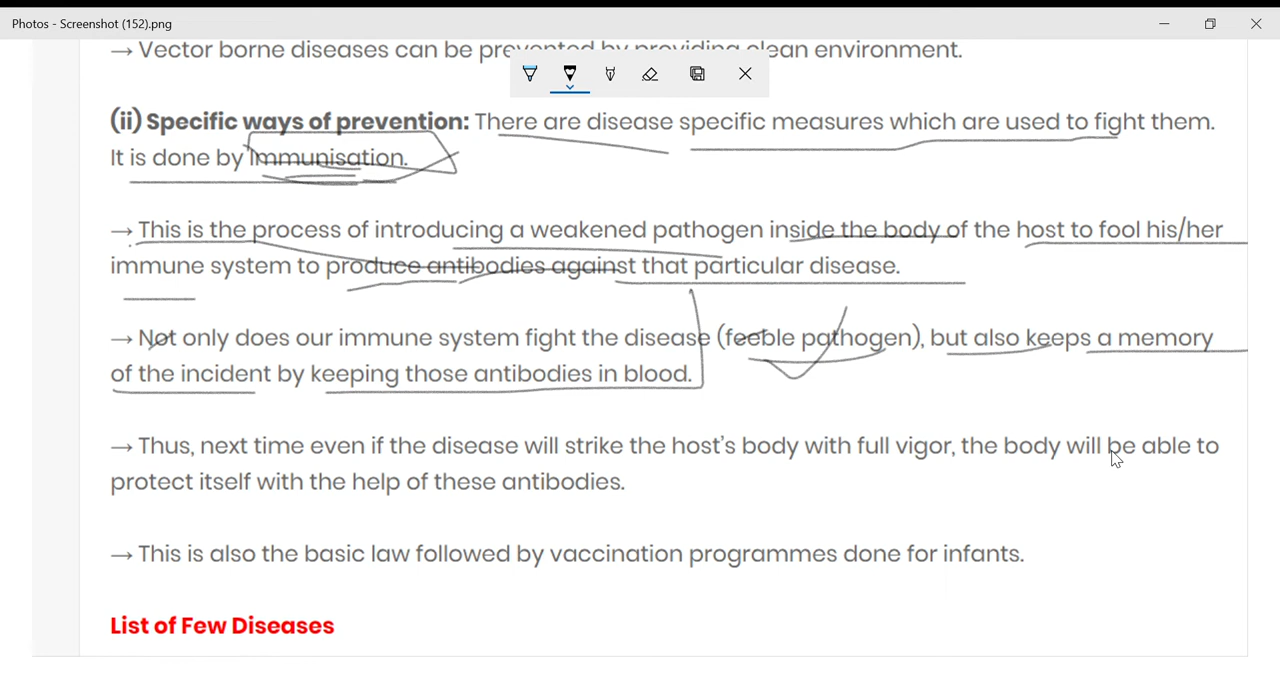 Photos - Screenshot (152).png
→ Vector borne diseases can be prevented by providing clean environment.
(ii) Specific ways of prevention: There are disease specific measures which are used to fight them.
It is done by Immunisation.
→ This is the process of introducing a weakened pathogen inside the body of the host to fool his/her
immune system to produce antibodies against that particular disease.
→ Not only does our immune system fight the disease (feeble pathogen), but also keeps a memory
of the incident by keeping those antibodies in blood.
→ Thus, next time even if the disease will strike the host's body with full vigor, the body will be able to
protect itself with the help of these antibodies.
→ This is also the basic law followed by vaccination programmes done for infants.
List of Few Diseases